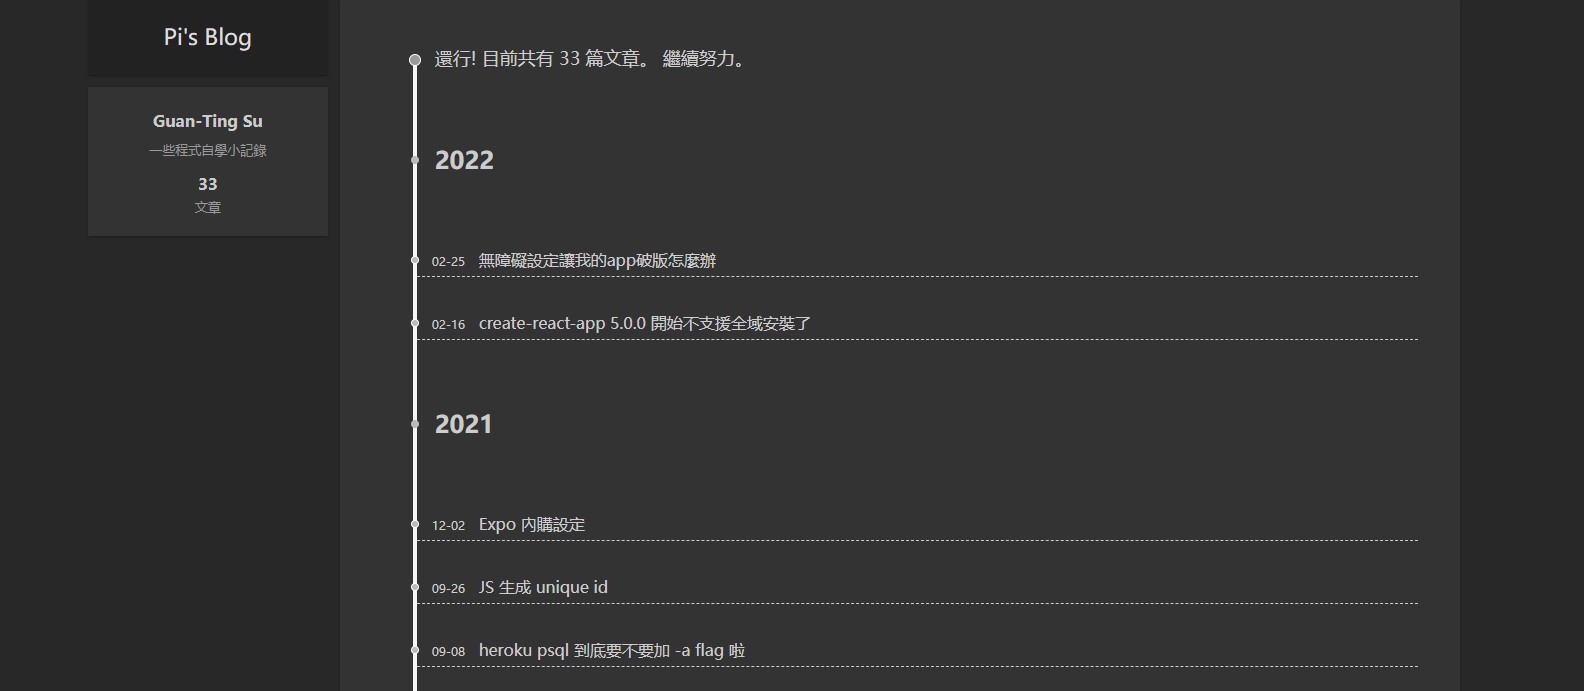 Pi's Blog
Guan-Ting Su
一些程式自學小記錄
33
文章
還行! 目前共有 33 篇文章。 繼續努力。
2022
02-25 無障礙設定讓我的app破版怎麼辦
02-16 create-react-app 5.0.0 開始不支援全域安裝了
2021
12-02 Expo 內購設定
09-26 JS 生成 unique id
09-08 heroku psql 到底要不要加 -a flag 啦